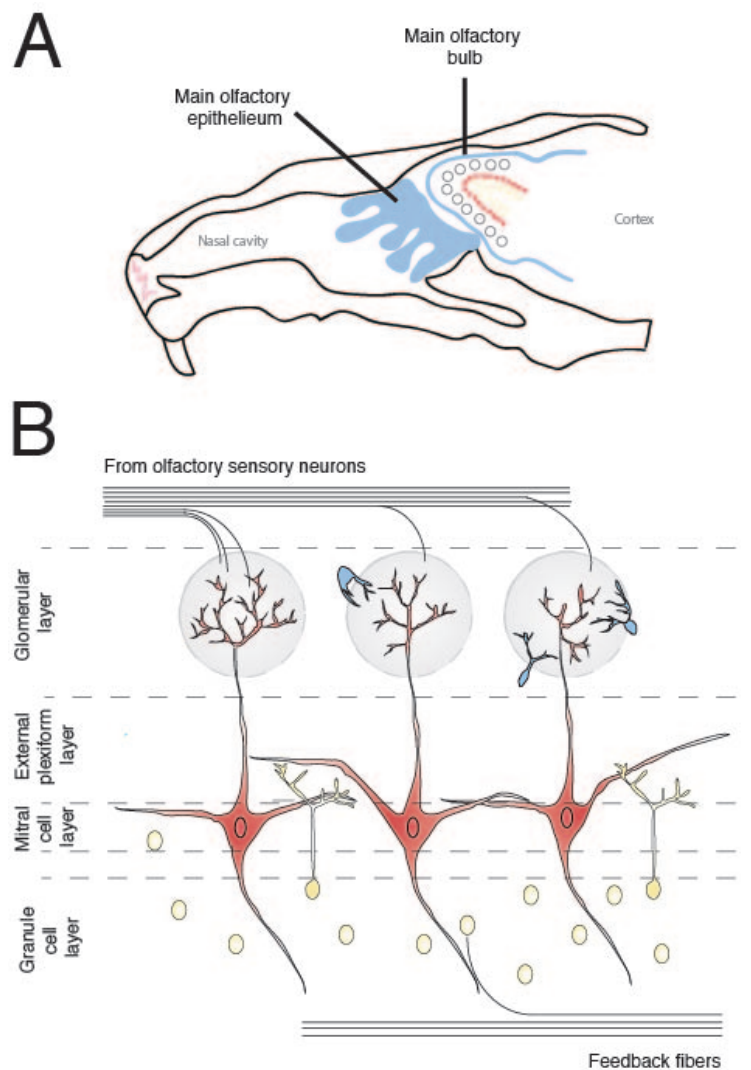 A
Main olfactory
bulb
Main olfactory
epithelieum
Nasal cavity
Cortex
B
From olfactory sensory neurons
Glomerular
layer
External
plexiform
layer
Mitral
cell
layer
Granule
cell
layer
Feedback fibers